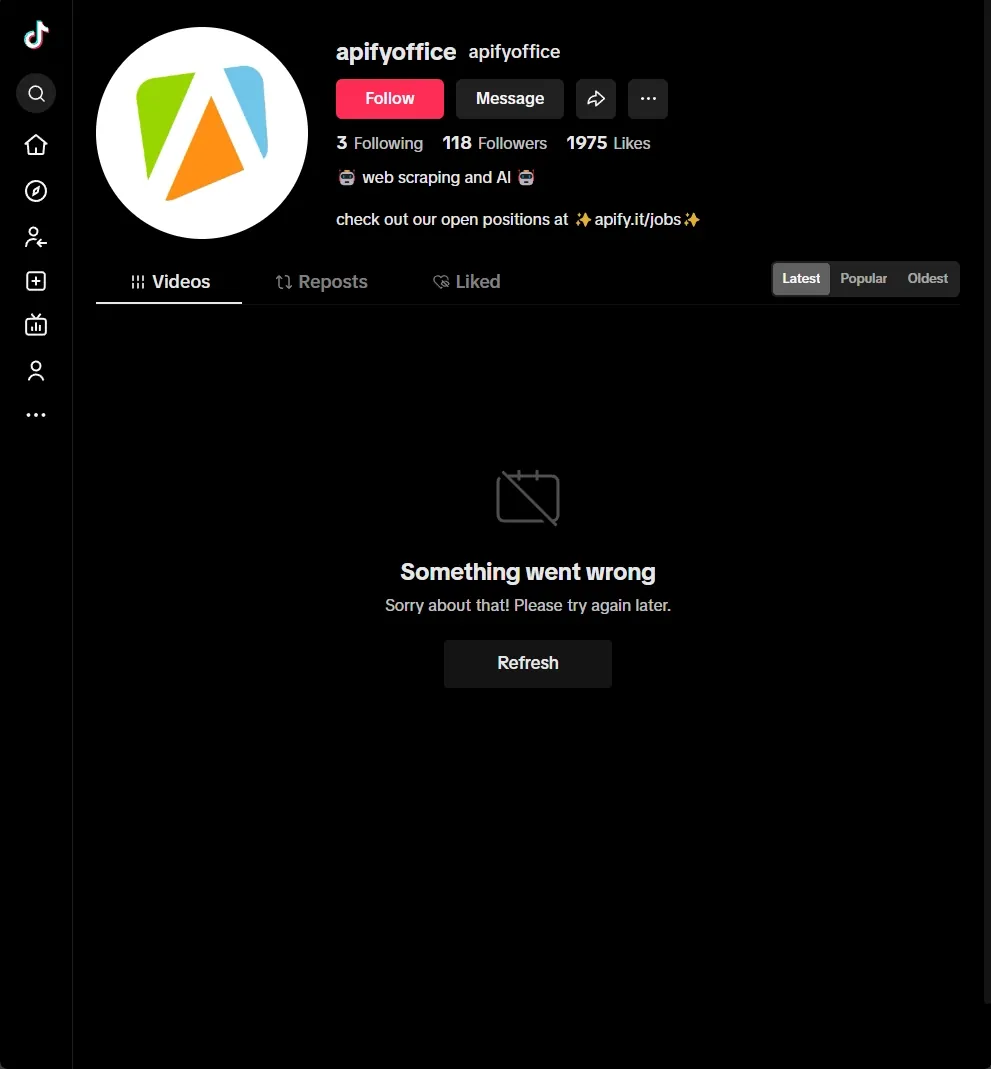 apifyoffice apifyoffice
Follow Message
3 Following 118 Followers 1975 Likes
🤖 web scraping and AI 🤖
check out our open positions at ✨apify.it/jobs✨
Videos Reposts Liked Latest Popular Oldest
Something went wrong
Sorry about that! Please try again later.
Refresh